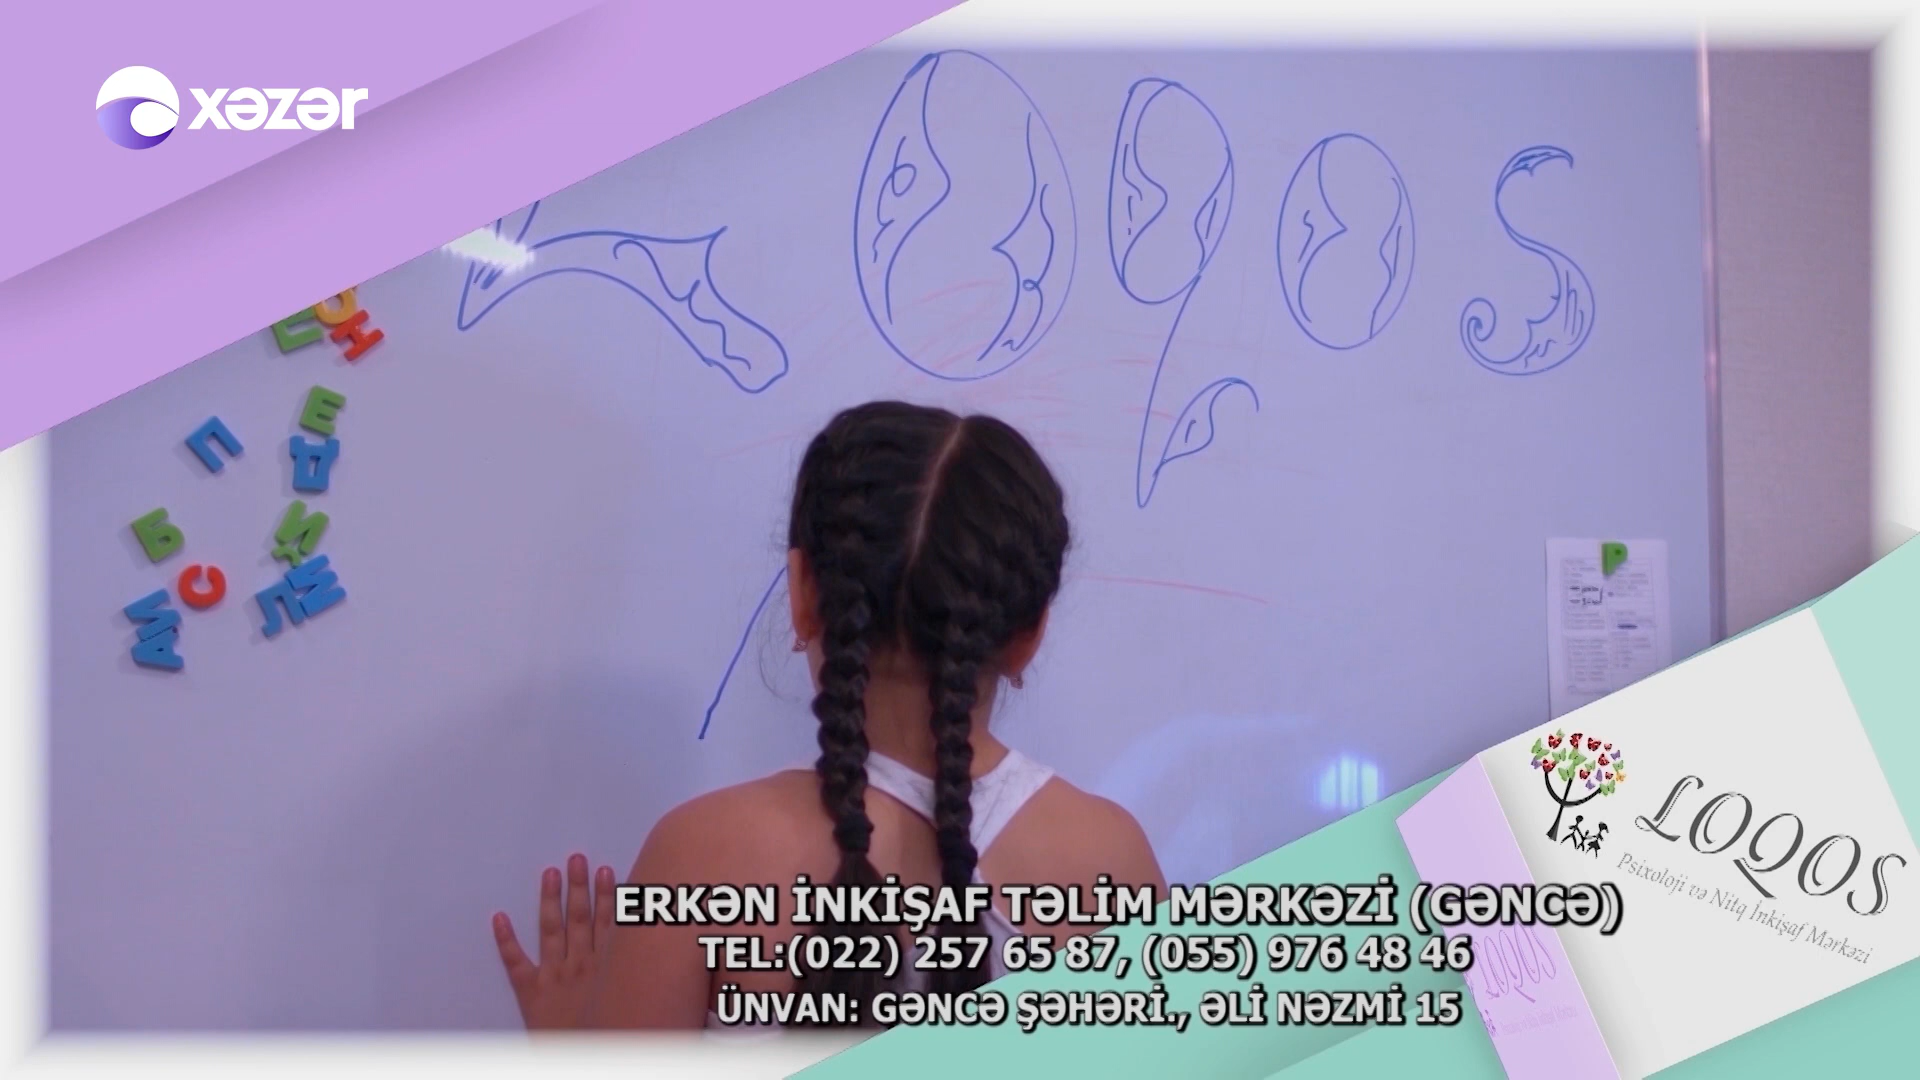 xəzər
Loqos
П
Н
Е
П
Д
Б
И
С
М
Л
И
А
Р
LOQOS
Psixoloji və Nitq İnkişaf Mərkəzi
LOQOS
ERKƏN İNKİŞAF TƏLİM MƏRKƏZİ (GƏNCƏ)
TEL:(022) 257 65 87, (055) 976 48 46
ÜNVAN: GƏNCƏ ŞƏHƏRİ., ƏLİ NƏZMİ 15